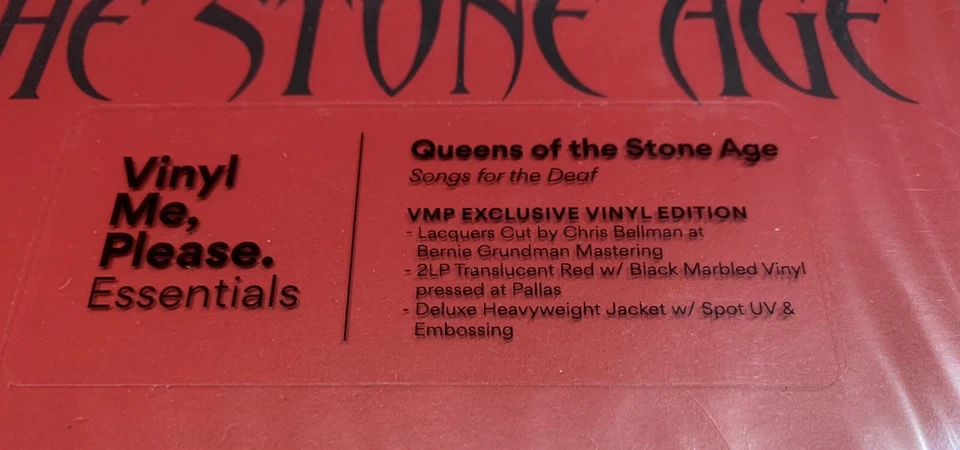 HE STONE AGE
Vinyl
Me,
Please.
Essentials
Queens of the Stone Age
Songs for the Deaf
VMP EXCLUSIVE VINYL EDITION
- Lacquers Cut by Chris Bellman at
Bernie Grundman Mastering
- 2LP Translucent Red w/ Black Marbled Vinyl
pressed at Pallas
- Deluxe Heavyweight Jacket w/ Spot UV &
Embossing